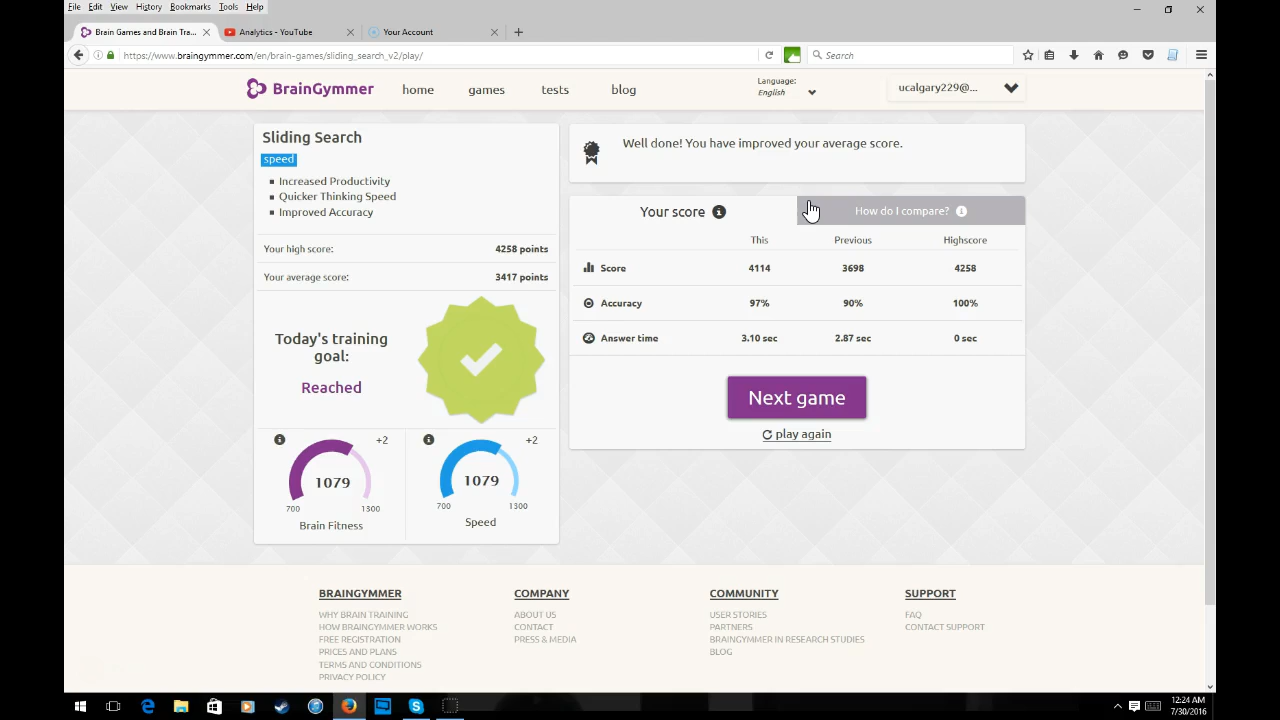 File Edit View History Bookmarks Tools Help
Brain Games and Brain Tra...
Analytics - YouTube
Your Account
https://www.braingymmer.com/en/brain-games/sliding_search_v2/play/
Search
BrainGymmer
home games tests blog
Language:
English
ucalgary229@...
Sliding Search
speed
Increased Productivity
Quicker Thinking Speed
Improved Accuracy
Your high score: 4258 points
Your average score: 3417 points
Today's training
goal:
Reached
+2
1079
700 1300
Brain Fitness
+2
1079
700 1300
Speed
Well done! You have improved your average score.
Your score
How do I compare?
This Previous Highscore
Score 4114 3698 4258
Accuracy 97% 90% 100%
Answer time 3.10 sec 2.87 sec 0 sec
Next game
play again
BRAINGYMMER
WHY BRAIN TRAINING
HOW BRAINGYMMER WORKS
FREE REGISTRATION
PRICES AND PLANS
TERMS AND CONDITIONS
PRIVACY POLICY
COMPANY
ABOUT US
CONTACT
PRESS & MEDIA
COMMUNITY
USER STORIES
PARTNERS
BRAINGYMMER IN RESEARCH STUDIES
BLOG
SUPPORT
FAQ
CONTACT SUPPORT
12:24 AM
7/30/2016